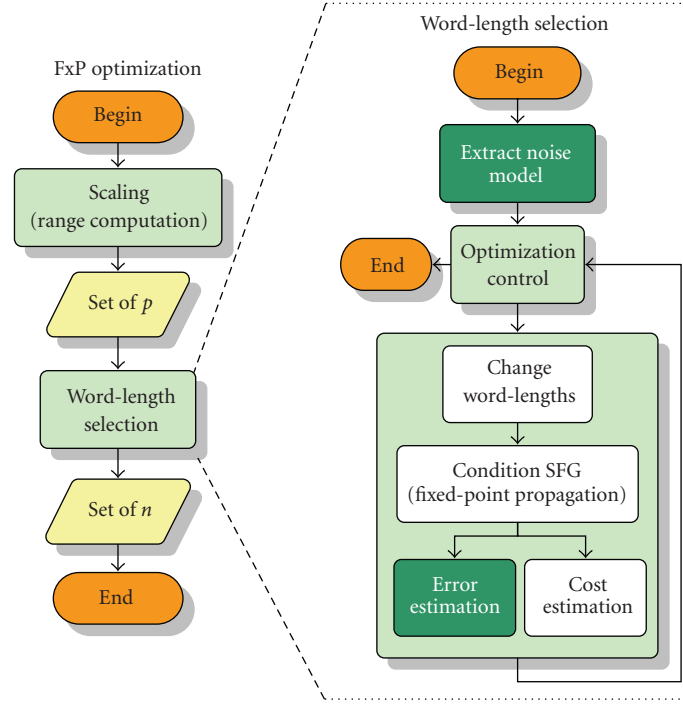 FxP optimization
Begin
Scaling
(range computation)
Set of p
Word-length
selection
Set of n
End
Word-length selection
Begin
Extract noise
model
Optimization
control
End
Change
word-lengths
Condition SFG
(fixed-point propagation)
Error
estimation
Cost
estimation